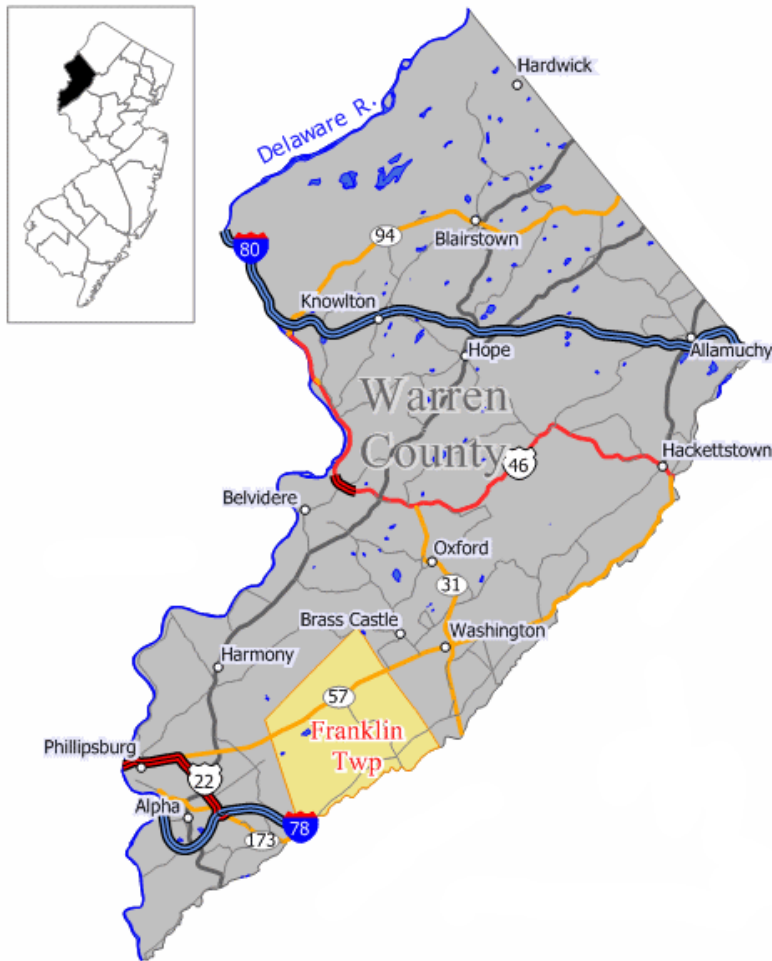 Hardwick
Delaware R.
94
Blairstown
80
Knowlton
Hope
Allamuchy
Warren
County
46
Hackettstown
Belvidere
Oxford
31
Brass Castle
Washington
Harmony
57
Franklin
Twp
Phillipsburg
22
Alpha
78
173